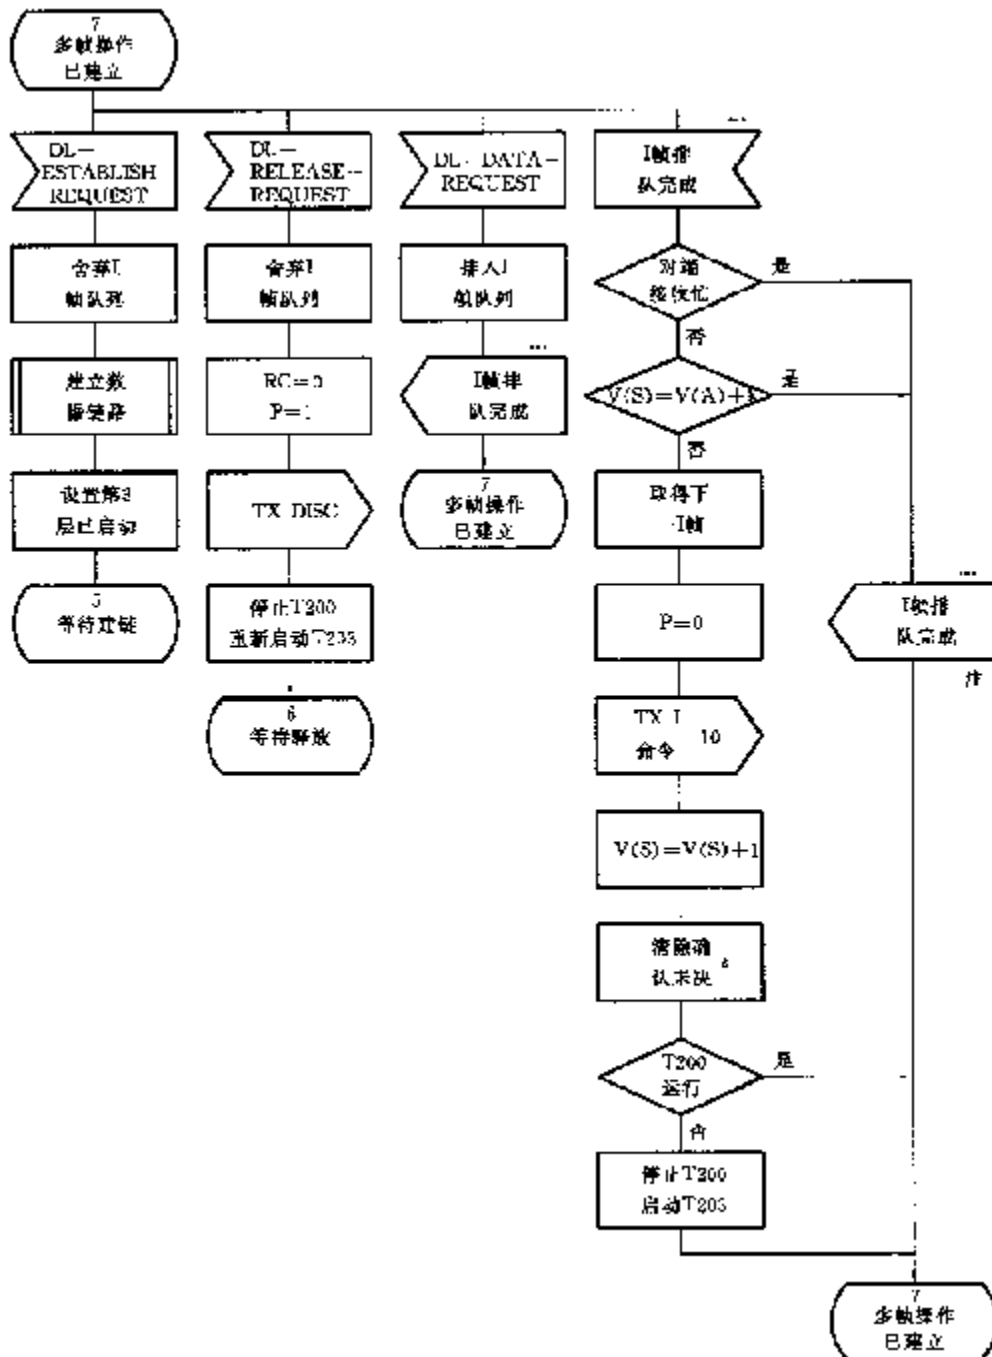 7
多帧操作
已建立
DL—
ESTABLISH
REQUEST
DL—
RELEASE—
REQUEST
DL—DATA—
REQUEST
I帧排
队完成
舍弃I
帧队列
舍弃I
帧队列
排入I
帧队列
对端
接收忙
是
否
建立数
据链路
RC=0
P=1
I帧排
队完成
V(S)=V(A)+k
是
否
设置第3
层已启动
TX DISC
7
多帧操作
已建立
取得下
一I帧
5
等待建链
停止T200
重新启动T203
P=0
I帧排
队完成
6
等待释放
TX I
命令
10
V(S)=V(S)+1
清除确
认未决
T200
运行
是
否
停止T200
启动T203
7
多帧操作
已建立